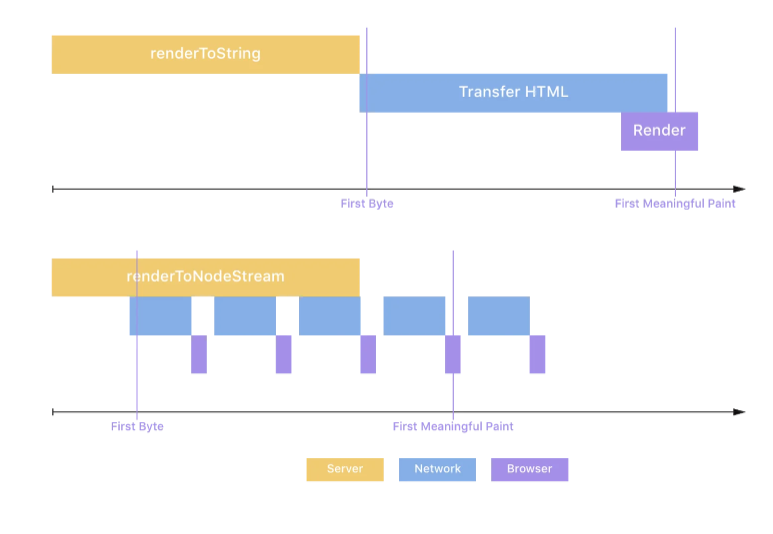 renderToString
Transfer HTML
Render
First Byte
First Meaningful Paint
renderToNodeStream
First Byte
First Meaningful Paint
Server
Network
Browser